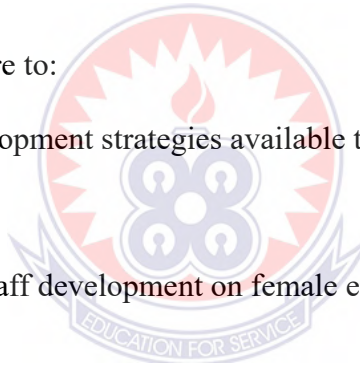 re to:
opment strategies available t
aff development on female e
EDUCATION FOR SERVICE